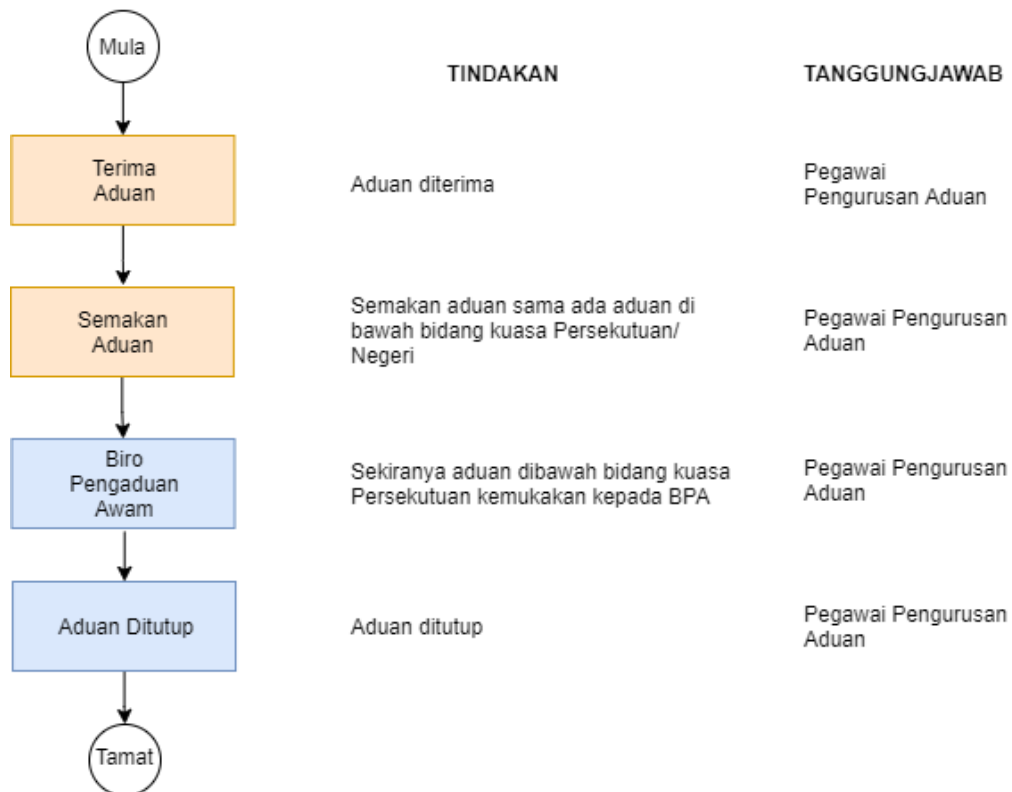 Mula
TINDAKAN
TANGGUNGJAWAB
Terima
Aduan
Aduan diterima
Pegawai
Pengurusan Aduan
Semakan
Aduan
Semakan aduan sama ada aduan di
bawah bidang kuasa Persekutuan/
Negeri
Pegawai Pengurusan
Aduan
Biro
Pengaduan
Awam
Sekiranya aduan dibawah bidang kuasa
Persekutuan kemukakan kepada BPA
Pegawai Pengurusan
Aduan
Aduan Ditutup
Aduan ditutup
Pegawai Pengurusan
Aduan
Tamat